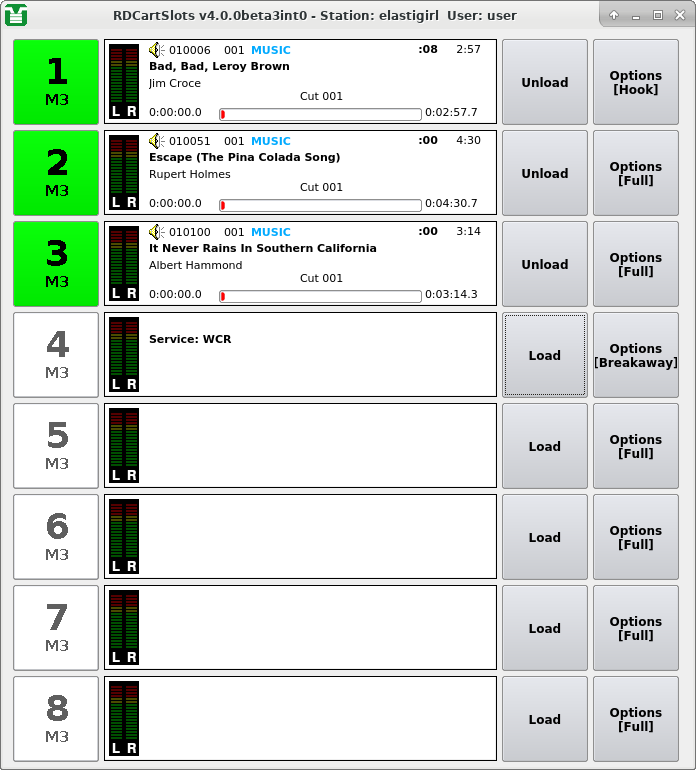 RDCartSlots v4.0.0beta3int0 - Station: elastigirl User: user
1
M3
L R
010006 001 MUSIC :08 2:57
Bad, Bad, Leroy Brown
Jim Croce
Cut 001
0:00:00.0 0:02:57.7
Unload
Options
[Hook]
2
M3
L R
010051 001 MUSIC :00 4:30
Escape (The Pina Colada Song)
Rupert Holmes
Cut 001
0:00:00.0 0:04:30.7
Unload
Options
[Full]
3
M3
L R
010100 001 MUSIC :00 3:14
It Never Rains In Southern California
Albert Hammond
Cut 001
0:00:00.0 0:03:14.3
Unload
Options
[Full]
4
M3
L R
Service: WCR
Load
Options
[Breakaway]
5
M3
L R
Load
Options
[Full]
6
M3
L R
Load
Options
[Full]
7
M3
L R
Load
Options
[Full]
8
M3
L R
Load
Options
[Full]